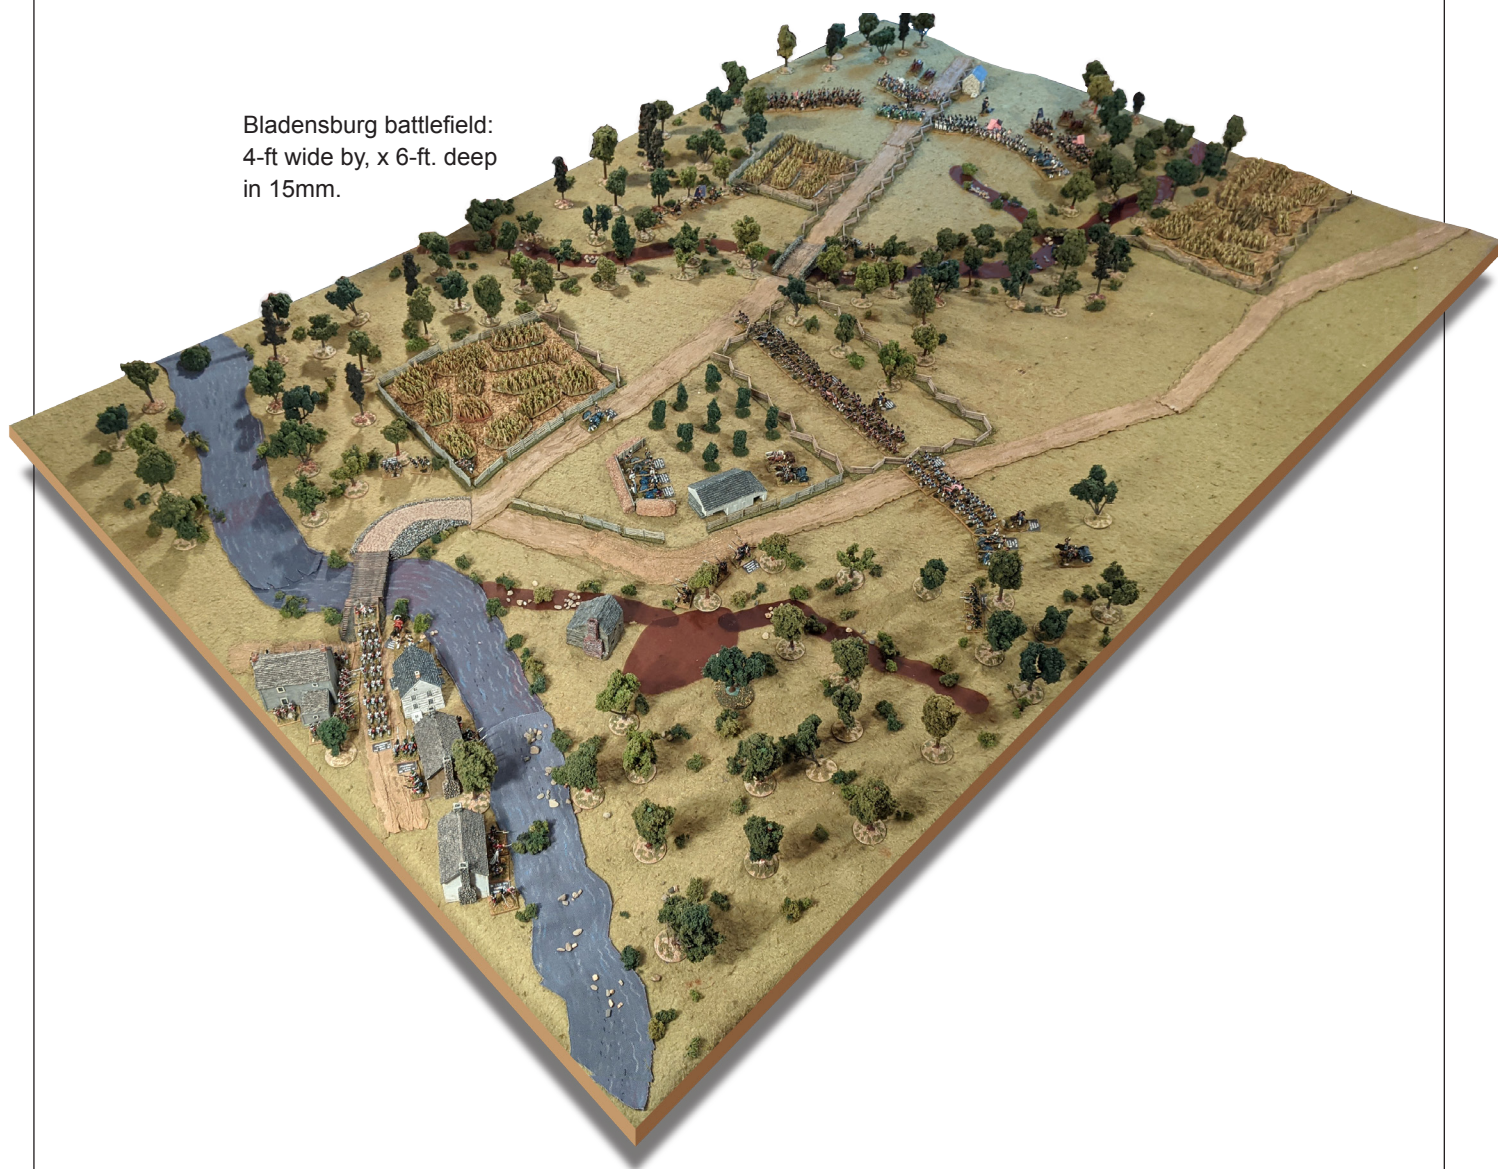 Bladensburg battlefield:
4-ft wide by, x 6-ft. deep
in 15mm.